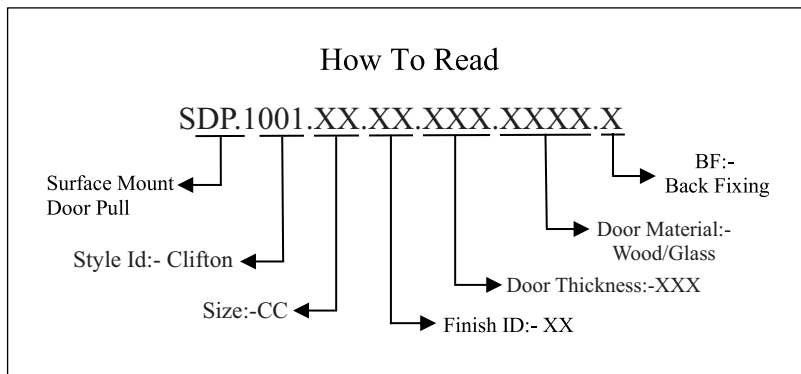 How To Read
SDP.1001.XX.XX.XXX.XXXX.X
Surface Mount
Door Pull
BF:-
Back Fixing
Style Id:- Clifton
Door Material:-
Wood/Glass
Size:-CC
Door Thickness:-XXX
Finish ID:- XX